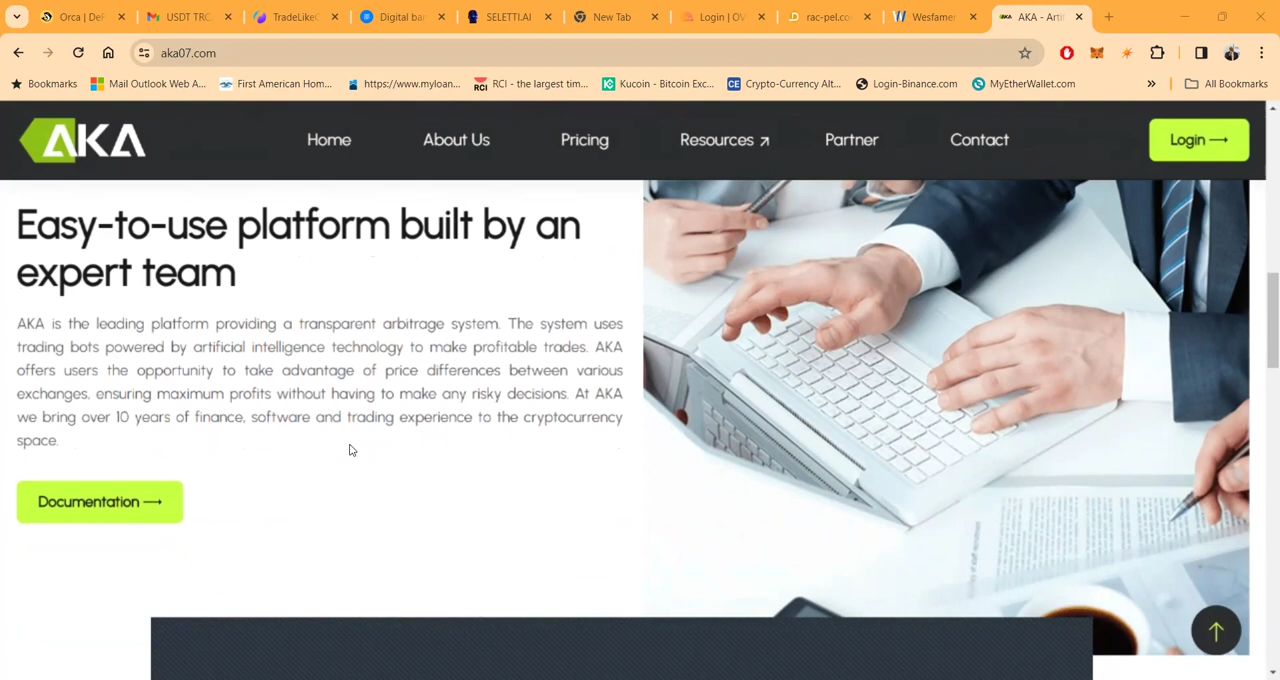 Orca | DeF
USDT TRC
TradeLikeC
Digital ban
SELETTI.AI
New Tab
Login | OV
rac-pel.co
Wesfamer
AKA - Arti
aka07.com
Bookmarks
Mail Outlook Web A...
First American Hom...
https://www.myloan...
RCI - the largest tim...
Kucoin - Bitcoin Exc...
Crypto-Currency Alt...
Login-Binance.com
MyEtherWallet.com
All Bookmarks
AKA
Home
About Us
Pricing
Resources
Partner
Contact
Login
Easy-to-use platform built by an
expert team
AKA is the leading platform providing a transparent arbitrage system. The system uses
trading bots powered by artificial intelligence technology to make profitable trades. AKA
offers users the opportunity to take advantage of price differences between various
exchanges, ensuring maximum profits without having to make any risky decisions. At AKA
we bring over 10 years of finance, software and trading experience to the cryptocurrency
space.
Documentation